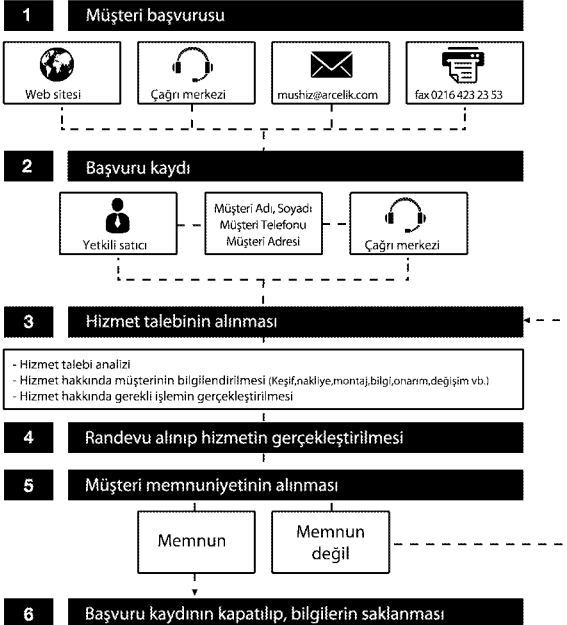 1 Müşteri başvurusu
Web sitesi
Çağrı merkezi
mushiz@arcelik.com
fax 0216 423 23 53
2 Başvuru kaydı
Yetkili satıcı
Müşteri Adı, Soyadı
Müşteri Telefonu
Müşteri Adresi
Çağrı merkezi
3 Hizmet talebinin alınması
- Hizmet talebi analizi
- Hizmet hakkında müşterinin bilgilendirilmesi (Keşif,nakliye,montaj,bilgi,onarım,değişim vb.)
- Hizmet hakkında gerekli işlemin gerçekleştirilmesi
4 Randevu alınıp hizmetin gerçekleştirilmesi
5 Müşteri memnuniyetinin alınması
Memnun
Memnun
değil
6 Başvuru kaydının kapatılıp, bilgilerin saklanması